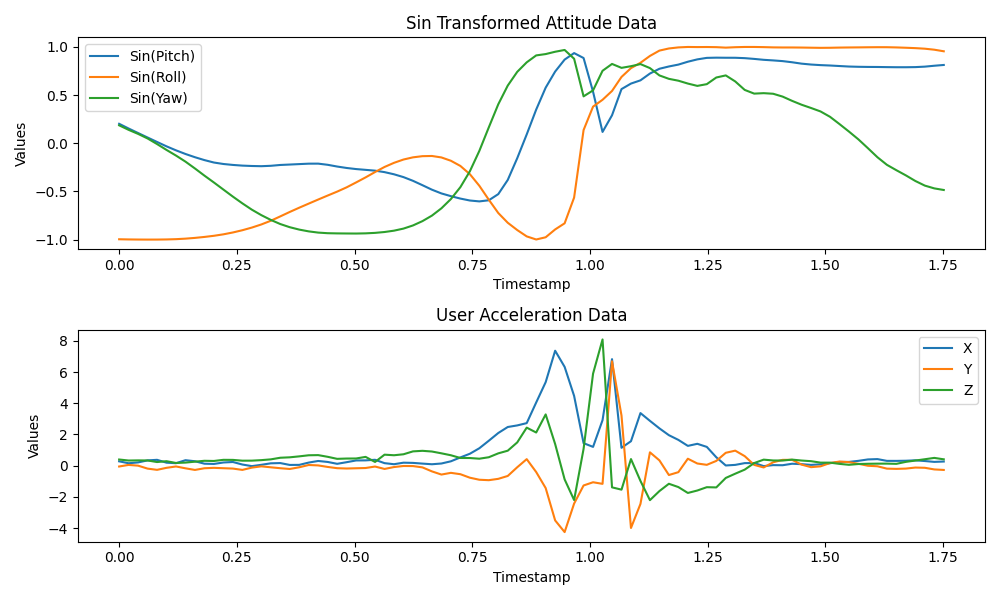 Sin Transformed Attitude Data
1.0
0.5
0.0
−0.5
−1.0
Values
Sin(Pitch)
Sin(Roll)
Sin(Yaw)
0.00 0.25 0.50 0.75 1.00 1.25 1.50 1.75
Timestamp
User Acceleration Data
8
6
4
2
0
−2
−4
Values
X
Y
Z
0.00 0.25 0.50 0.75 1.00 1.25 1.50 1.75
Timestamp